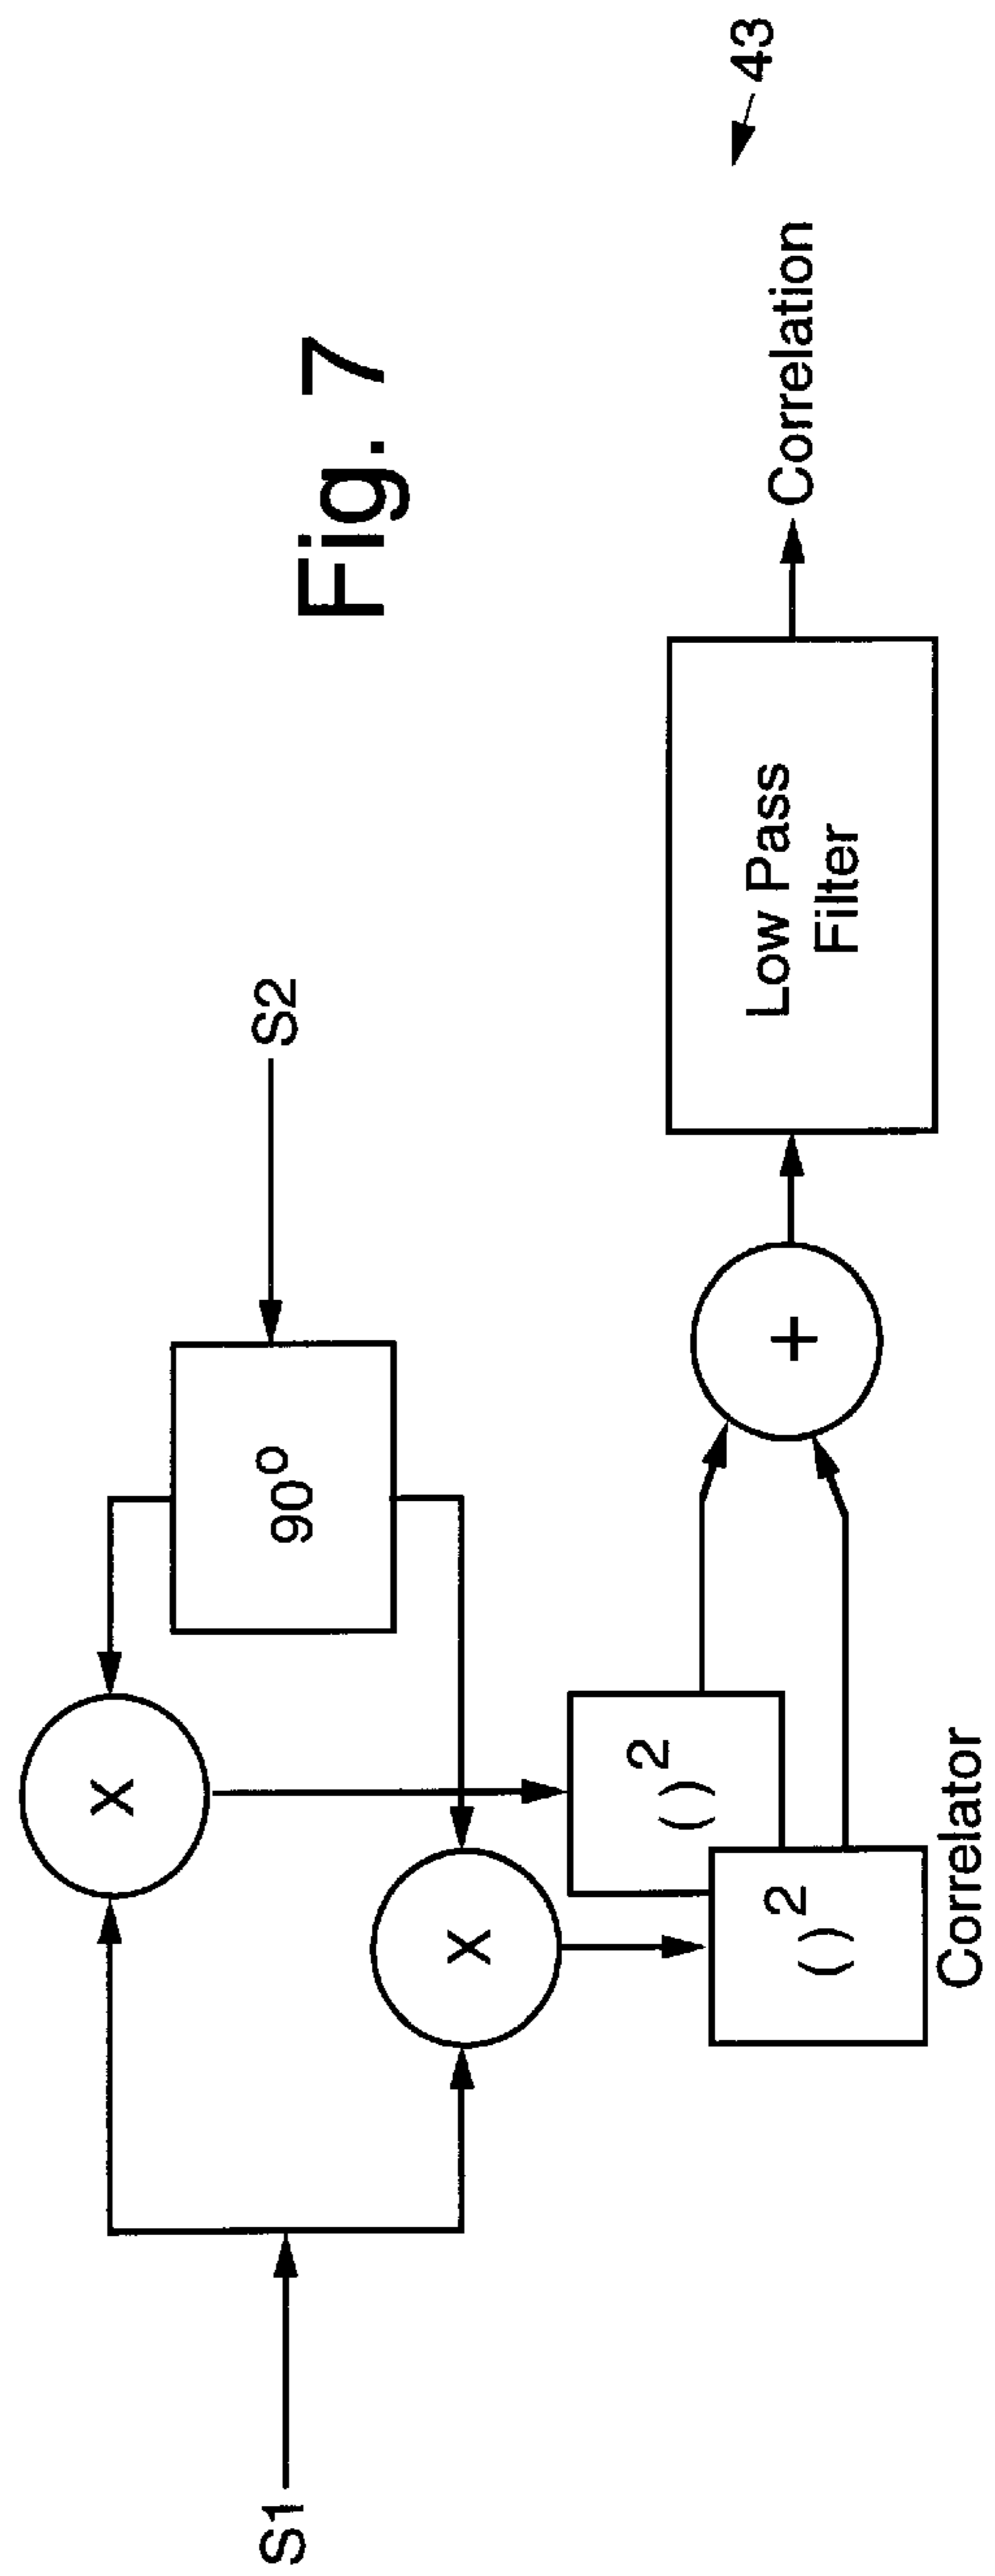 Fig. 7
43
S1
S2
X
90°
X
( )2
( )2
+
Low Pass
Filter
Correlation
Correlator